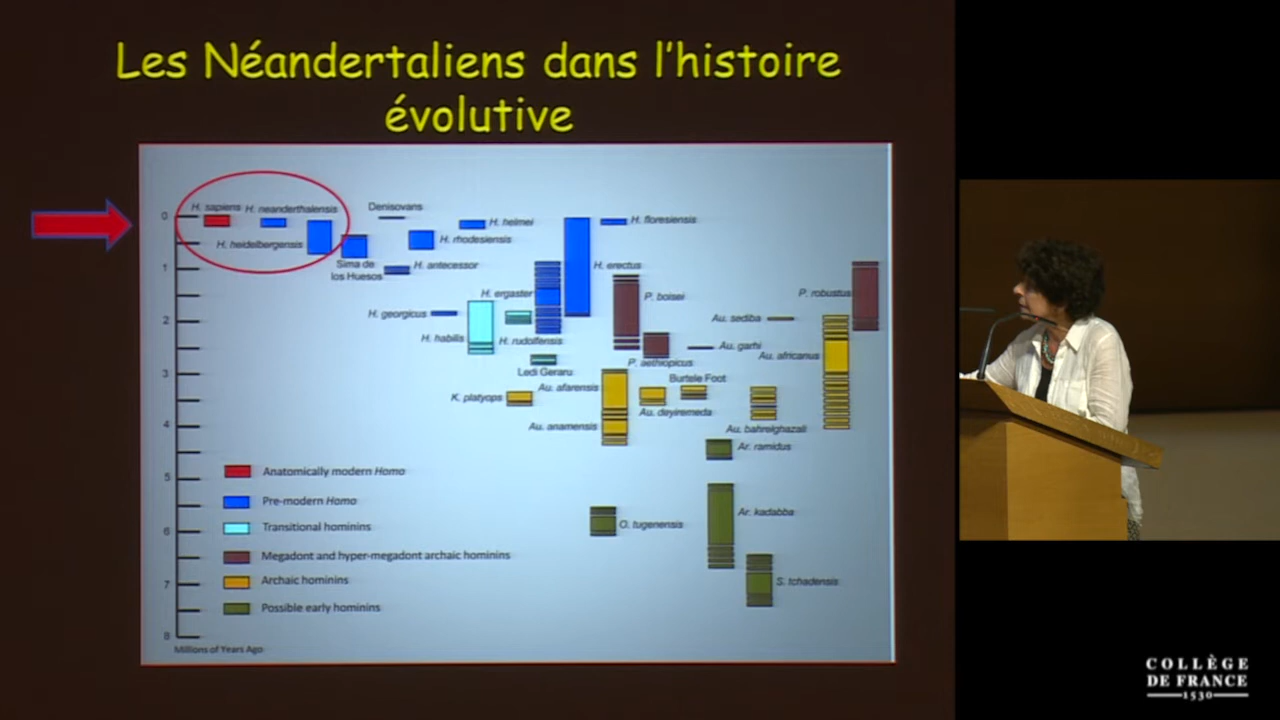 Les Néandertaliens dans l'histoire
évolutive
H. sapiens
H. neanderthalensis
Denisovans
H. helmei
H. floresiensis
H. heidelbergensis
H. rhodesiensis
Sima de
los Huesos
H. antecessor
H. erectus
H. ergaster
P. boisei
P. robustus
H. georgicus
Au. sediba
H. habilis
H. rudolfensis
Au. garhi
Au. africanus
P. aethiopicus
Ledi Geraru
Burtele Foot
K. platyops
Au. afarensis
Au. deyiremeda
Au. anamensis
Au. bahrelghazali
Ar. ramidus
Ar. kadabba
O. tugenensis
S. tchadensis
0
1
2
3
4
5
6
7
8
Anatomically modern Homo
Pre-modern Homo
Transitional hominins
Megadont and hyper-megadont archaic hominins
Archaic hominins
Possible early hominins
Millions of Years Ago
COLLÈGE
DE FRANCE
1530